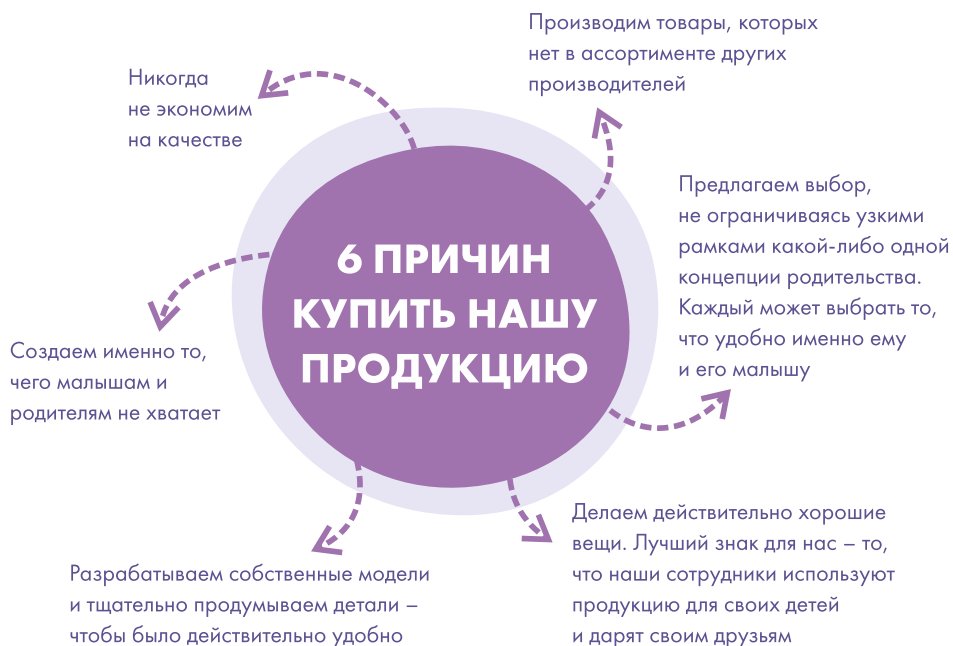 6 ПРИЧИН
КУПИТЬ НАШУ
ПРОДУКЦИЮ
Никогда
не экономим
на качестве
Производим товары, которых
нет в ассортименте других
производителей
Предлагаем выбор,
не ограничиваясь узкими
рамками какой-либо одной
концепции родительства.
Каждый может выбрать то,
что удобно именно ему
и его малышу
Делаем действительно хорошие
вещи. Лучший знак для нас – то,
что наши сотрудники используют
продукцию для своих детей
и дарят своим друзьям
Разрабатываем собственные модели
и тщательно продумываем детали –
чтобы было действительно удобно
Создаем именно то,
чего малышам и
родителям не хватает